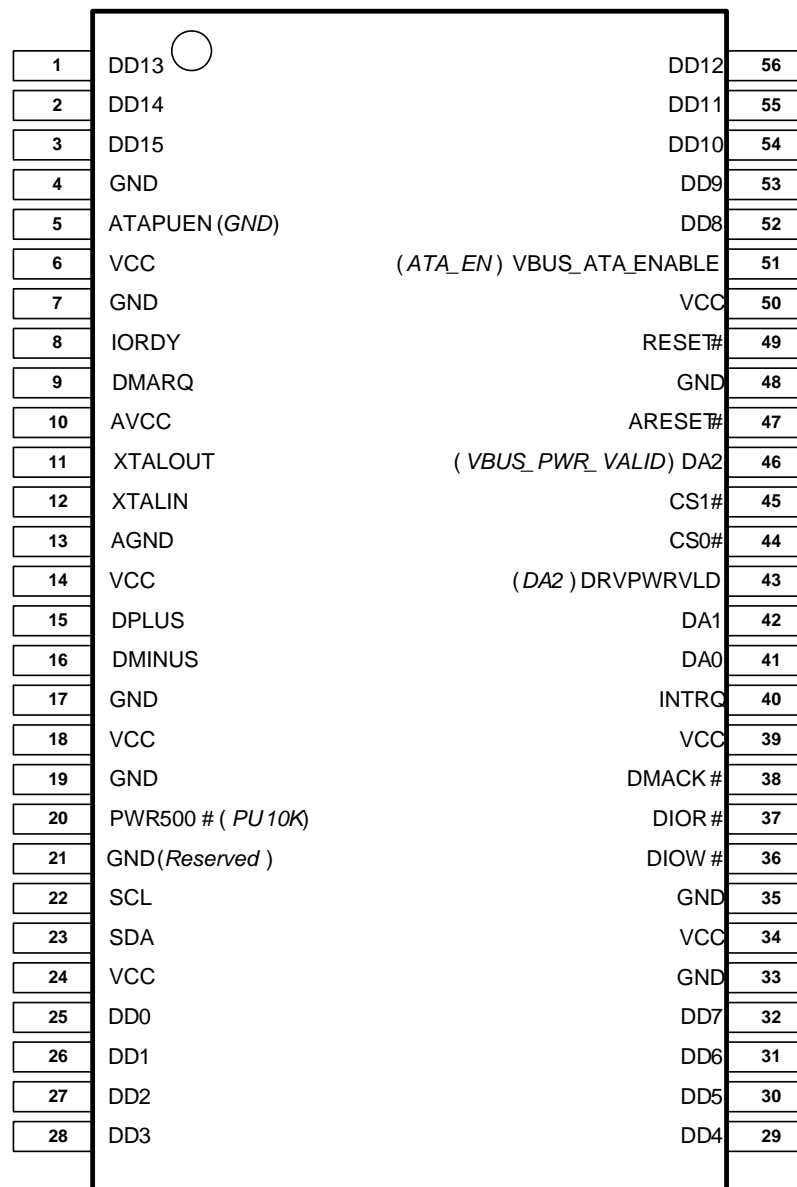 1 DD13 DD12 56
2 DD14 DD11 55
3 DD15 DD10 54
4 GND DD9 53
5 ATAPUEN (GND) DD8 52
6 VCC (ATA_EN) VBUS_ATA_ENABLE 51
7 GND VCC 50
8 IORDY RESET# 49
9 DMARQ GND 48
10 AVCC ARESET# 47
11 XTALOUT (VBUS_PWR_VALID) DA2 46
12 XTALIN CS1# 45
13 AGND CS0# 44
14 VCC (DA2) DRVPWRVLD 43
15 DPLUS DA1 42
16 DMINUS DA0 41
17 GND INTRQ 40
18 VCC VCC 39
19 GND DMACK # 38
20 PWR500 # (PU10K) DIOR # 37
21 GND (Reserved) DIOW # 36
22 SCL GND 35
23 SDA VCC 34
24 VCC GND 33
25 DD0 DD7 32
26 DD1 DD6 31
27 DD2 DD5 30
28 DD3 DD4 29